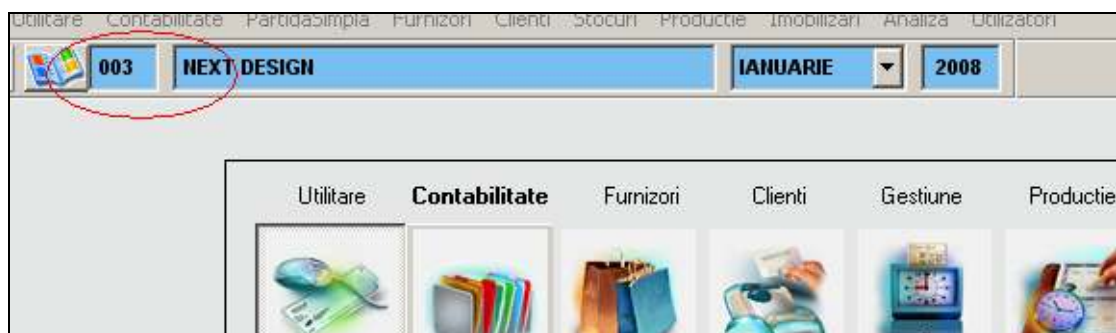 Utilitare Contabilitate PartidaSimpla Furnizori Clienti Stocuri Productie Imobilizari Analiza Utilizatori
003 NEXT DESIGN IANUARIE 2008
Utilitare Contabilitate Furnizori Clienti Gestiune Productie